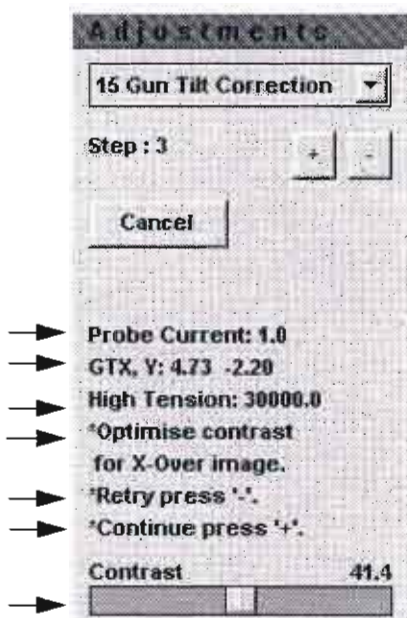 Adjustments
15 Gun Tilt Correction
Step : 3
+ -
Cancel
Probe Current: 1.0
GTX, Y: 4.73 -2.20
High Tension: 30000.0
*Optimise contrast
for X-Over image.
*Retry press '-'.
*Continue press '+'.
Contrast 41.4